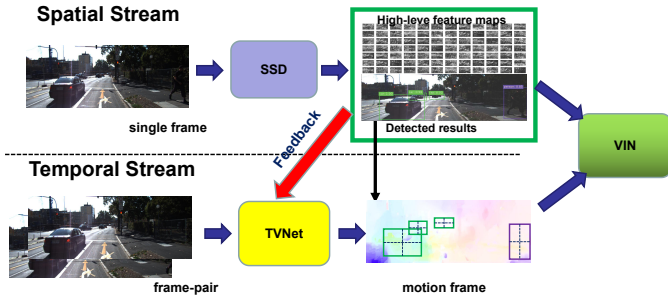 Spatial Stream
High-leve feature maps
SSD
single frame
Detected results
Feedback
VIN
Temporal Stream
TVNet
frame-pair
motion frame